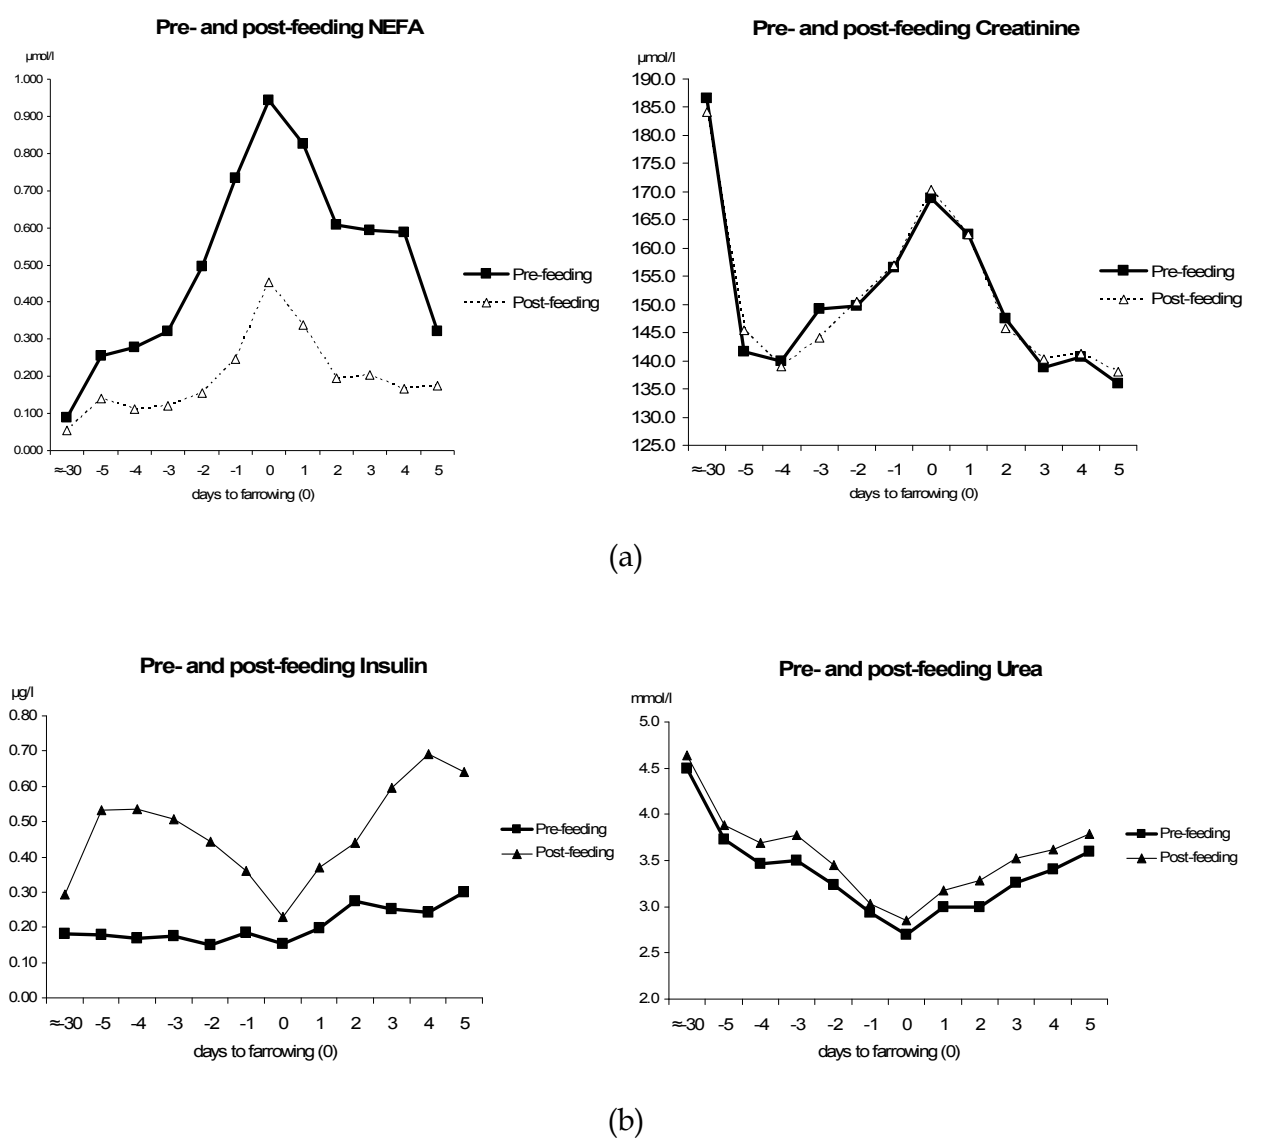 Pre- and post-feeding NEFA
µmol/l
1.000
0.900
0.800
0.700
0.600
0.500
0.400
0.300
0.200
0.100
0.000
≈-30 -5 -4 -3 -2 -1 0 1 2 3 4 5
days to farrowing (0)
Pre-feeding
Post-feeding
Pre- and post-feeding Creatinine
µmol/l
190.0
185.0
180.0
175.0
170.0
165.0
160.0
155.0
150.0
145.0
140.0
135.0
130.0
125.0
≈-30 -5 -4 -3 -2 -1 0 1 2 3 4 5
days to farrowing (0)
Pre-feeding
Post-feeding
(a)
Pre- and post-feeding Insulin
µg/l
0.80
0.70
0.60
0.50
0.40
0.30
0.20
0.10
0.00
≈-30 -5 -4 -3 -2 -1 0 1 2 3 4 5
days to farrowing (0)
Pre-feeding
Post-feeding
Pre- and post-feeding Urea
mmol/l
5.0
4.5
4.0
3.5
3.0
2.5
2.0
≈-30 -5 -4 -3 -2 -1 0 1 2 3 4 5
days to farrowing (0)
Pre-feeding
Post-feeding
(b)